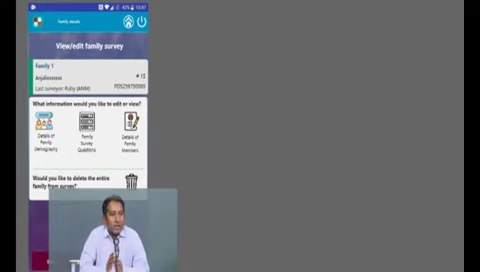 Family details
View/edit family survey
Family 1
# 15
Anjalixxxxxxx
Last surveyor: Ruby (ANM)
What information would you like to edit or view?
Details of Family Demography
Family Survey Questions
Details of Family Members
Would you like to delete the entire family from survey?